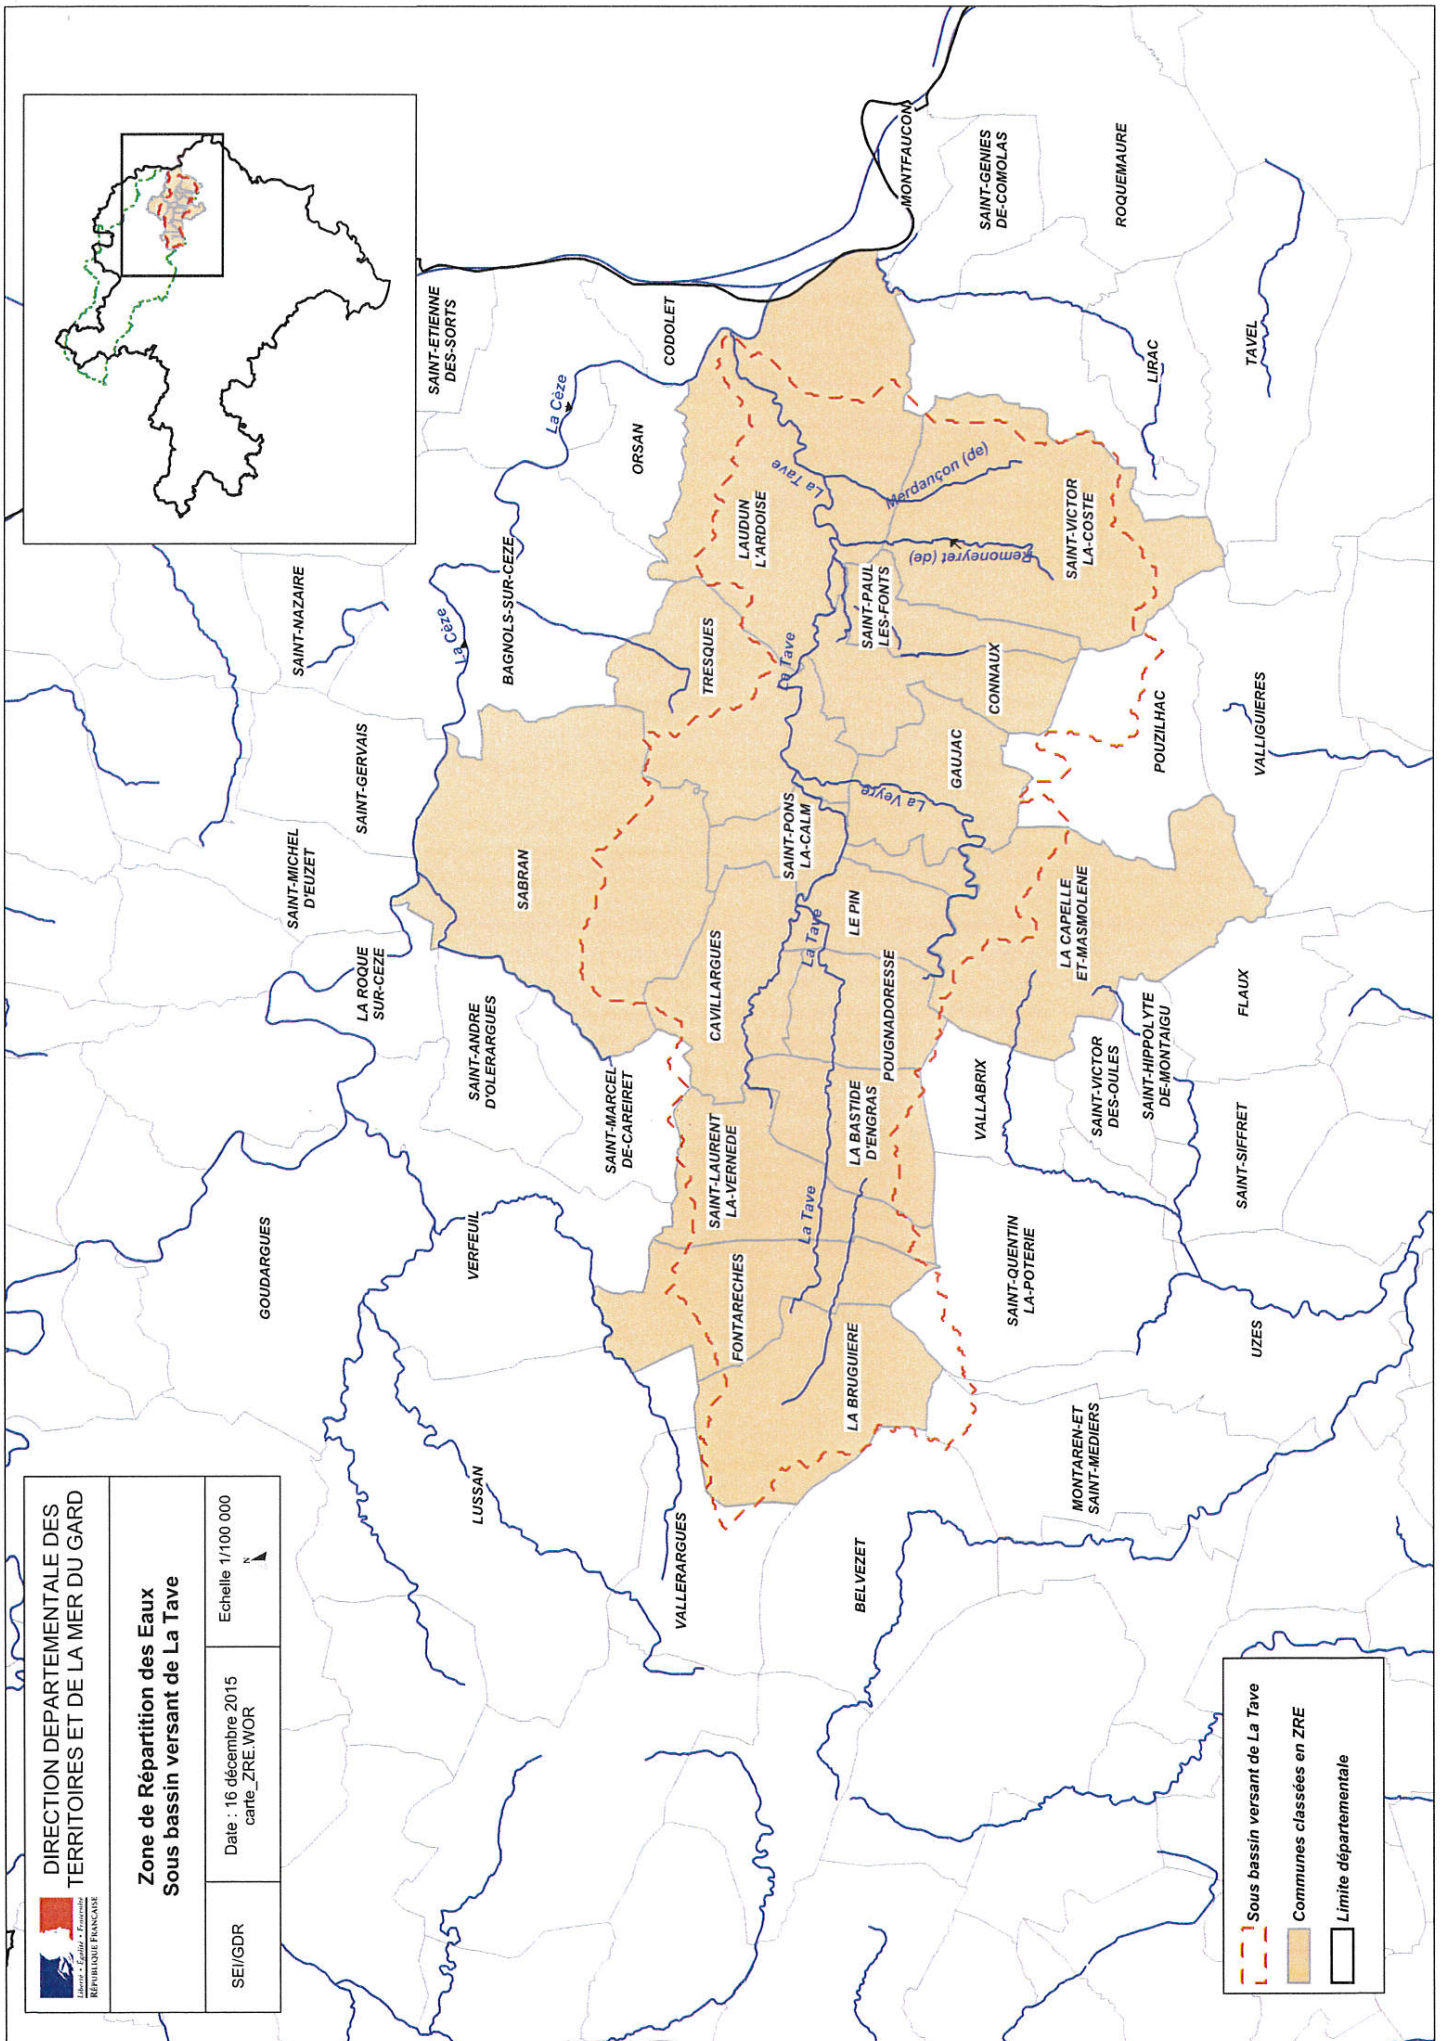 DIRECTION DEPARTEMENTALE DES
TERRITOIRES ET DE LA MER DU GARD
Liberté • Égalité • Fraternité
RÉPUBLIQUE FRANÇAISE
Zone de Répartition des Eaux
Sous bassin versant de La Tave
SEI/GDR
Date : 16 décembre 2015
carte_ZRE.WOR
Echelle 1/100 000
N
GOUDARGUES
SAINT-MICHEL
D'EUZET
SAINT-NAZAIRE
SAINT-GERVAIS
LA ROQUE
SUR-CEZE
SAINT-ETIENNE
DES-SORTS
La Cèze
La Cèze
LUSSAN
VERFEUIL
SAINT-ANDRE
D'OLERARGUES
SABRAN
BAGNOLS-SUR-CEZE
ORSAN
CODOLET
SAINT-MARCEL
DE-CAREIRET
VALLERARGUES
FONTARECHES
SAINT-LAURENT
LA-VERNEDE
CAVILLARGUES
TRESQUES
LAUDUN
L'ARDOISE
La Tave
La Tave
La Tave
La Tave
SAINT-PONS
LA-CALM
BELVEZET
LA BRUGUIERE
LA BASTIDE
D'ENGRAS
POUGNADORESSE
LE PIN
La Veyre
SAINT-PAUL
LES-FONTS
MONTFAUCON
Merdançon (de)
Remoneyret (de)
GAUJAC
CONNAUX
SAINT-GENIES
DE-COMOLAS
VALLABRIX
SAINT-QUENTIN
LA-POTERIE
LA CAPELLE
ET-MASMOLENE
SAINT-VICTOR
LA-COSTE
MONTAREN-ET
SAINT-MEDIERS
SAINT-VICTOR
DES-OULES
SAINT-HIPPOLYTE
DE-MONTAIGU
POUZILHAC
LIRAC
ROQUEMAURE
UZES
SAINT-SIFFRET
FLAUX
VALLIGUIERES
TAVEL
Sous bassin versant de La Tave
Communes classées en ZRE
Limite départementale